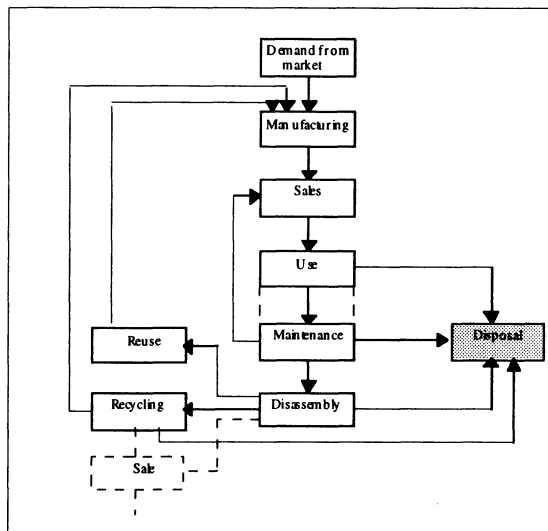 Demand from
market
Manufacturing
Sales
Use
Maintenance
Disposal
Reuse
Disassembly
Recycling
Sale